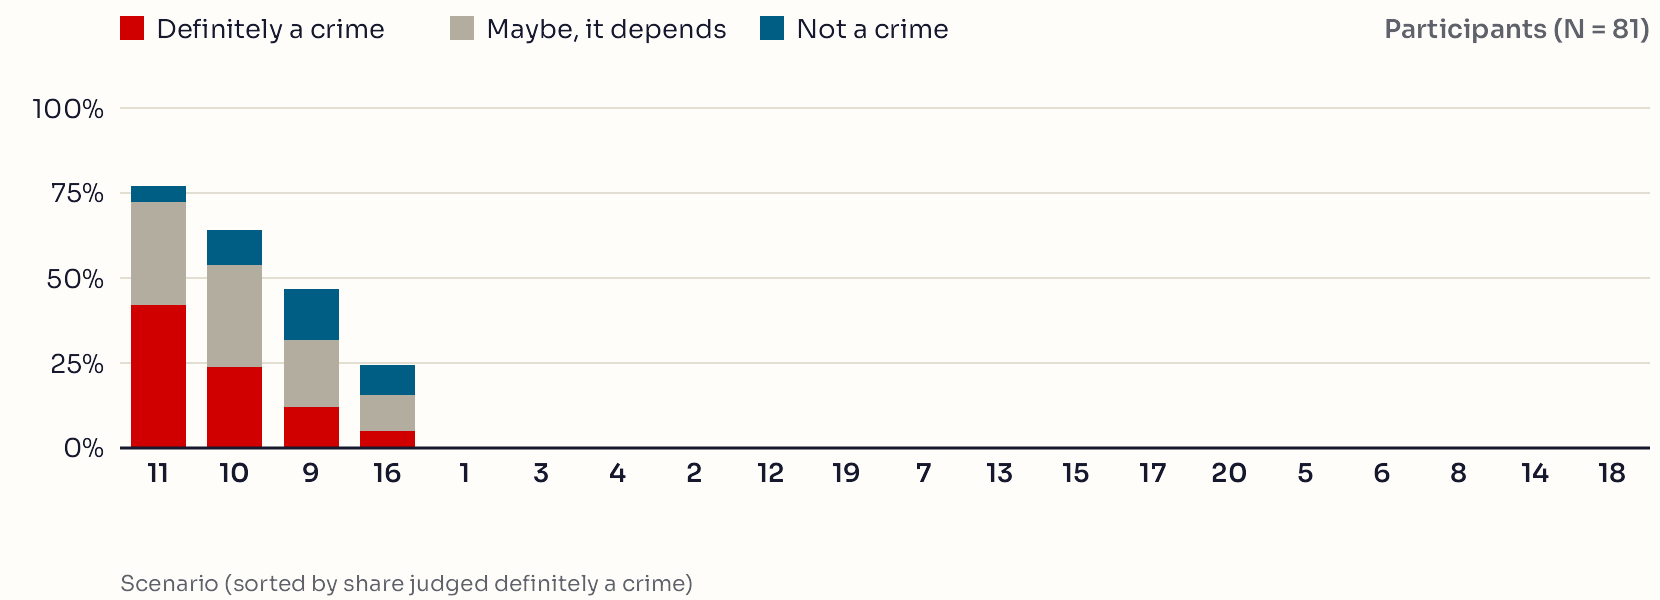 Definitely a crime Maybe, it depends Not a crime Participants (N = 81)
100%
75%
50%
25%
0%
11 10 9 16 1 3 4 2 12 19 7 13 15 17 20 5 6 8 14 18
Scenario (sorted by share judged definitely a crime)